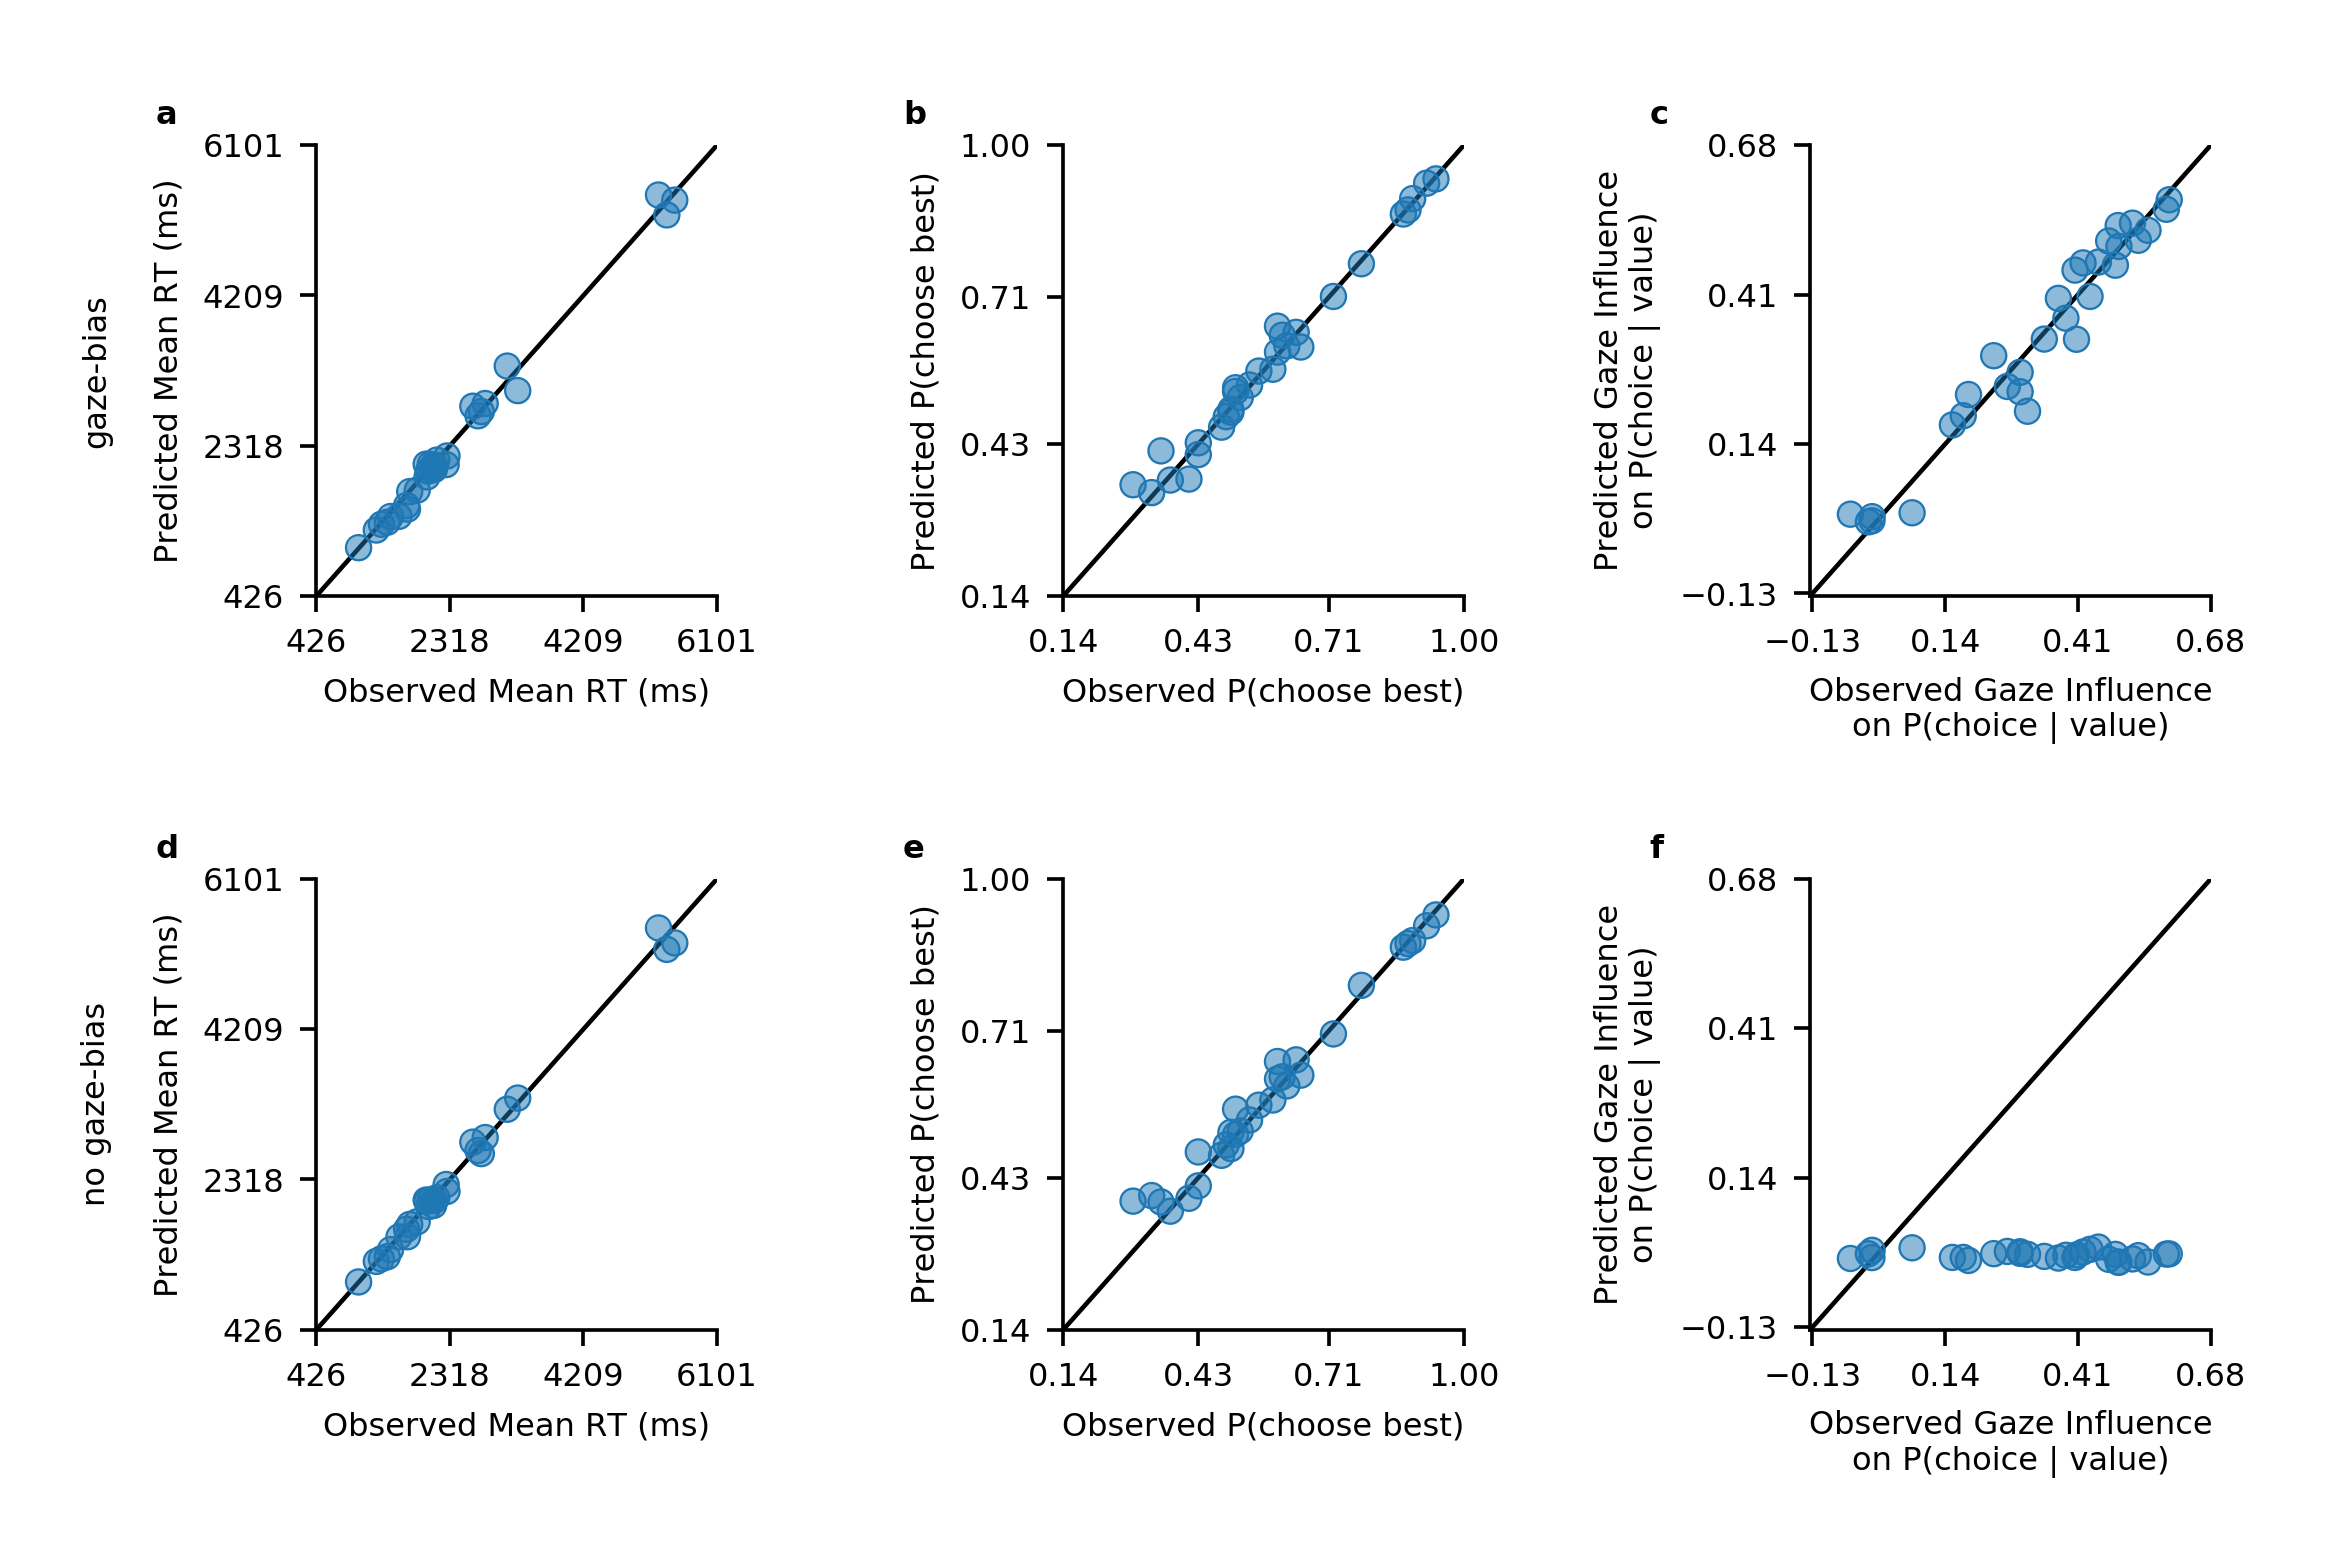 a
gaze-bias
Predicted Mean RT (ms)
6101
4209
2318
426
426 2318 4209 6101
Observed Mean RT (ms)
b
Predicted P(choose best)
1.00
0.71
0.43
0.14
0.14 0.43 0.71 1.00
Observed P(choose best)
c
Predicted Gaze Influence
on P(choice | value)
0.68
0.41
0.14
−0.13
−0.13 0.14 0.41 0.68
Observed Gaze Influence
on P(choice | value)
d
no gaze-bias
Predicted Mean RT (ms)
6101
4209
2318
426
426 2318 4209 6101
Observed Mean RT (ms)
e
Predicted P(choose best)
1.00
0.71
0.43
0.14
0.14 0.43 0.71 1.00
Observed P(choose best)
f
Predicted Gaze Influence
on P(choice | value)
0.68
0.41
0.14
−0.13
−0.13 0.14 0.41 0.68
Observed Gaze Influence
on P(choice | value)